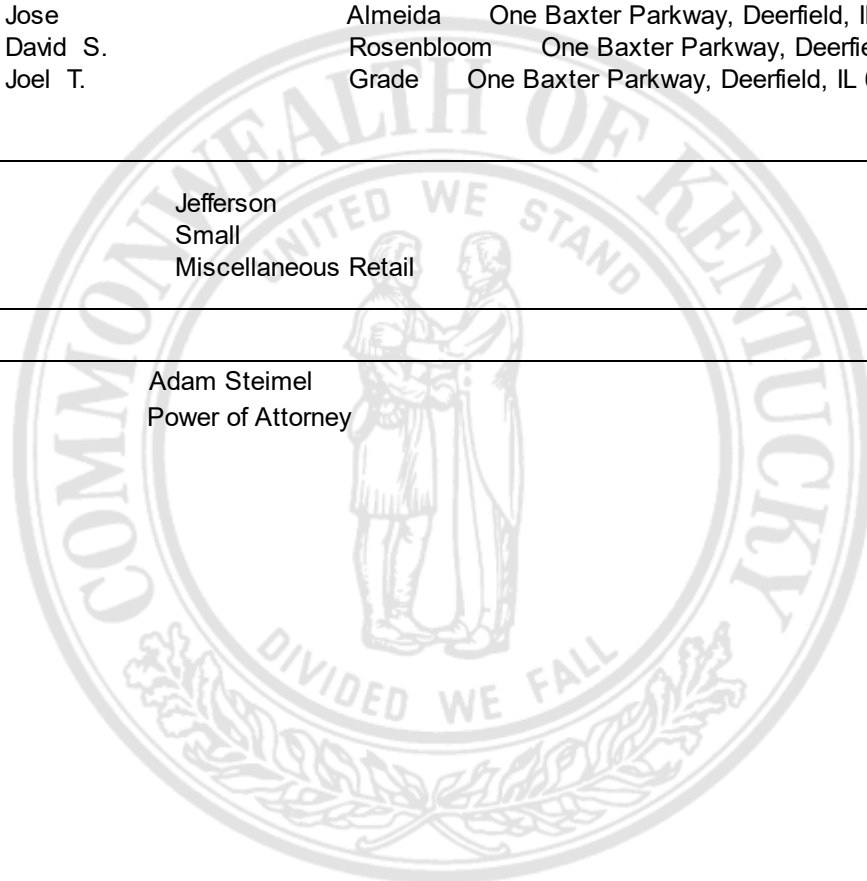 Jose Almeida One Baxter Parkway, Deerfield,
David S. Rosenbloom One Baxter Parkway,
Joel T. Grade One Baxter Parkway, Deerfield, IL
Jefferson
Small
Miscellaneous Retail
Adam Steimel
Power of Attorney
COMMONWEALTH OF KENTUCKY
UNITED WE STAND
DIVIDED WE FALL